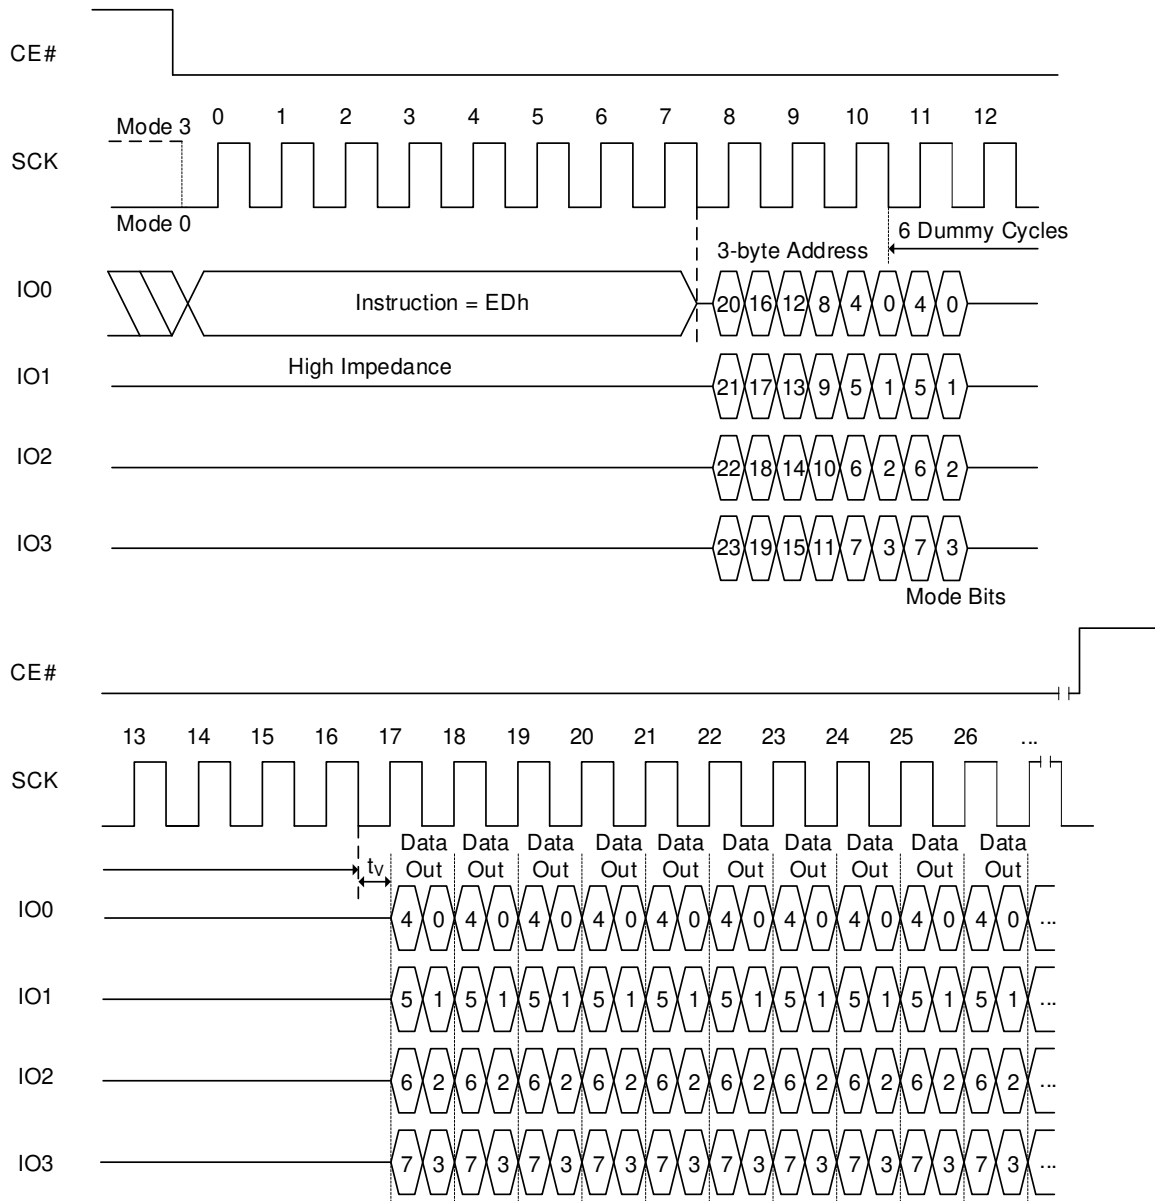 CE#
0 1 2 3 4 5 6 7 8 9 10 11 12
Mode 3
SCK
Mode 0
6 Dummy Cycles
3-byte Address
IO0 Instruction = EDh 20 16 12 8 4 0 4 0
High Impedance
IO1 21 17 13 9 5 1 5 1
IO2 22 18 14 10 6 2 6 2
IO3 23 19 15 11 7 3 7 3
Mode Bits
CE#
13 14 15 16 17 18 19 20 21 22 23 24 25 26 ...
SCK
Data Data Data Data Data Data Data Data Data Data
tV Out Out Out Out Out Out Out Out Out Out
IO0 4 0 4 0 4 0 4 0 4 0 4 0 4 0 4 0 4 0 4 0 ...
IO1 5 1 5 1 5 1 5 1 5 1 5 1 5 1 5 1 5 1 5 1 ...
IO2 6 2 6 2 6 2 6 2 6 2 6 2 6 2 6 2 6 2 6 2 ...
IO3 7 3 7 3 7 3 7 3 7 3 7 3 7 3 7 3 7 3 7 3 ...